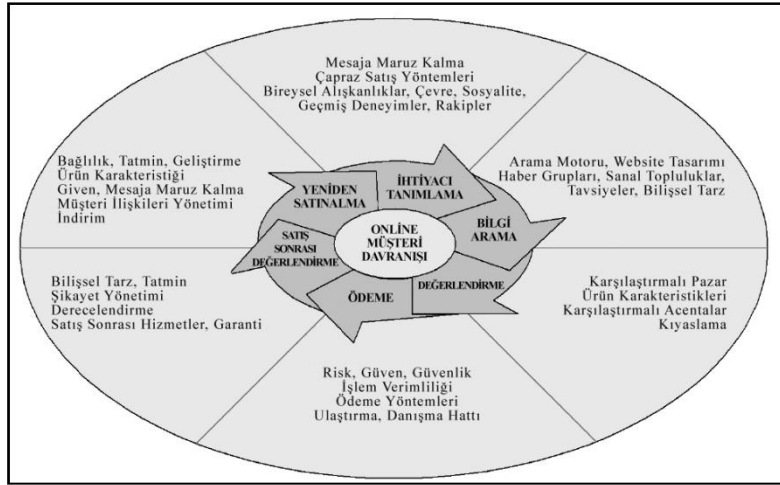 Mesaja Maruz Kalma
Çapraz Satış Yöntemleri
Bireysel Alışkanlıklar, Çevre, Sosyalite,
Geçmiş Deneyimler, Rakipler
Bağlılık, Tatmin, Geliştirme
Ürün Karakteristiği
Given, Mesaja Maruz Kalma
Müşteri İlişkileri Yönetimi
İndirim
Arama Motoru, Website Tasarımı
Haber Grupları, Sanal Topluluklar,
Tavsiyeler, Bilişsel Tarz
YENİDEN
SATINALMA
İHTİYACI
TANIMLAMA
BİLGİ
ARAMA
SATIŞ
SONRASI
DEĞERLENDİRME
ONLINE
MÜŞTERİ
DAVRANIŞI
DEĞERLENDİRME
ÖDEME
Bilişsel Tarz, Tatmin
Şikayet Yönetimi
Derecelendirme
Satış Sonrası Hizmetler, Garanti
Karşılaştırmalı Pazar
Ürün Karakteristikleri
Karşılaştırmalı Acentalar
Kıyaslama
Risk, Güven, Güvenlik
İşlem Verimliliği
Ödeme Yöntemleri
Ulaştırma, Danışma Hattı